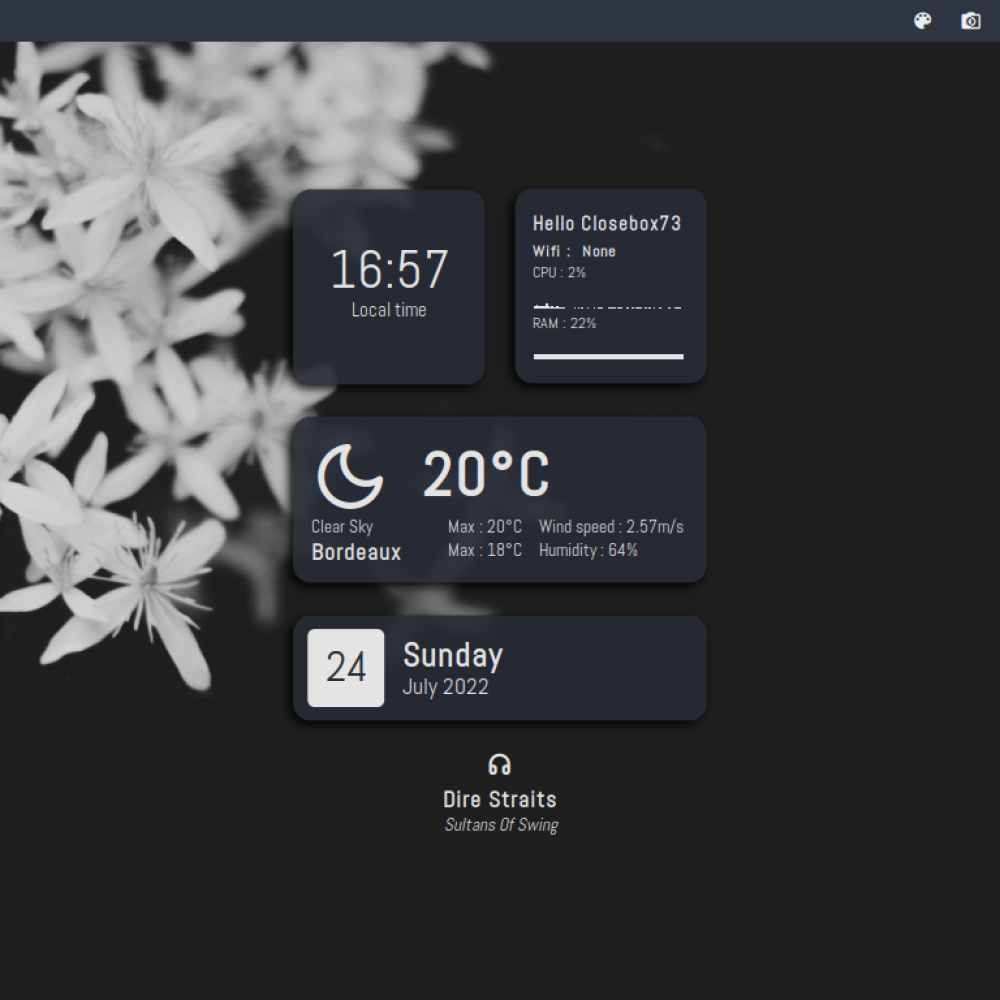 16:57
Local time
Hello Closebox73
Wifi : None
CPU : 2%
RAM : 22%
20°C
Clear Sky
Bordeaux
Max : 20°C
Max : 18°C
Wind speed : 2.57m/s
Humidity : 64%
24
Sunday
July 2022
Dire Straits
Sultans Of Swing